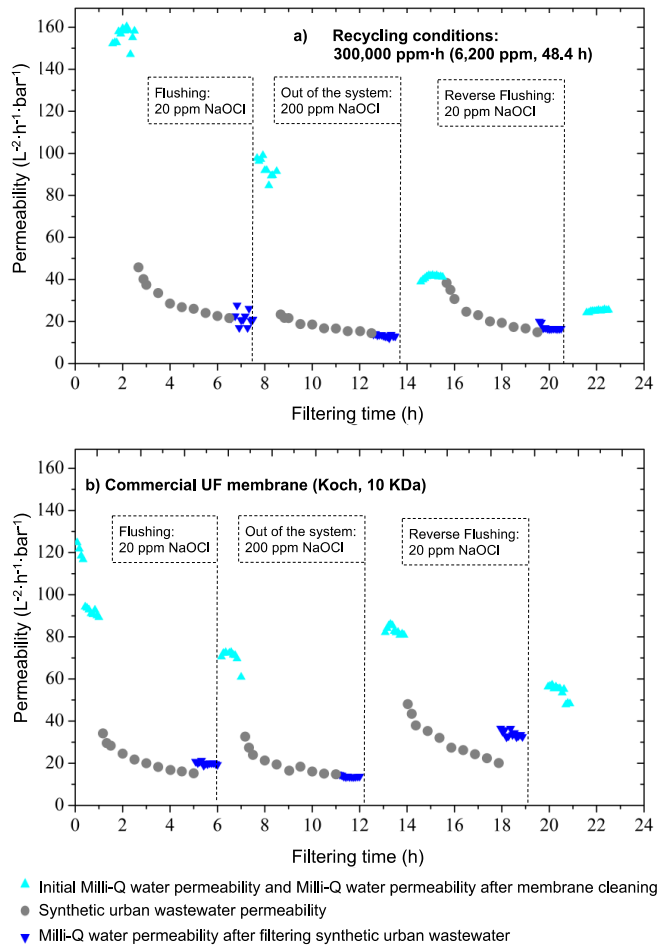 a) Recycling conditions:
300,000 ppm·h (6,200 ppm, 48.4 h)
Permeability (L⁻²·h⁻¹·bar⁻¹)
160
140
120
100
80
60
40
20
0
Flushing:
20 ppm NaOCl
Out of the system:
200 ppm NaOCl
Reverse Flushing:
20 ppm NaOCl
0 2 4 6 8 10 12 14 16 18 20 22 24
Filtering time (h)
b) Commercial UF membrane (Koch, 10 KDa)
Permeability (L⁻²·h⁻¹·bar⁻¹)
160
140
120
100
80
60
40
20
0
Flushing:
20 ppm NaOCl
Out of the system:
200 ppm NaOCl
Reverse Flushing:
20 ppm NaOCl
0 2 4 6 8 10 12 14 16 18 20 22 24
Filtering time (h)
Initial Milli-Q water permeability and Milli-Q water permeability after membrane cleaning
Synthetic urban wastewater permeability
Milli-Q water permeability after filtering synthetic urban wastewater